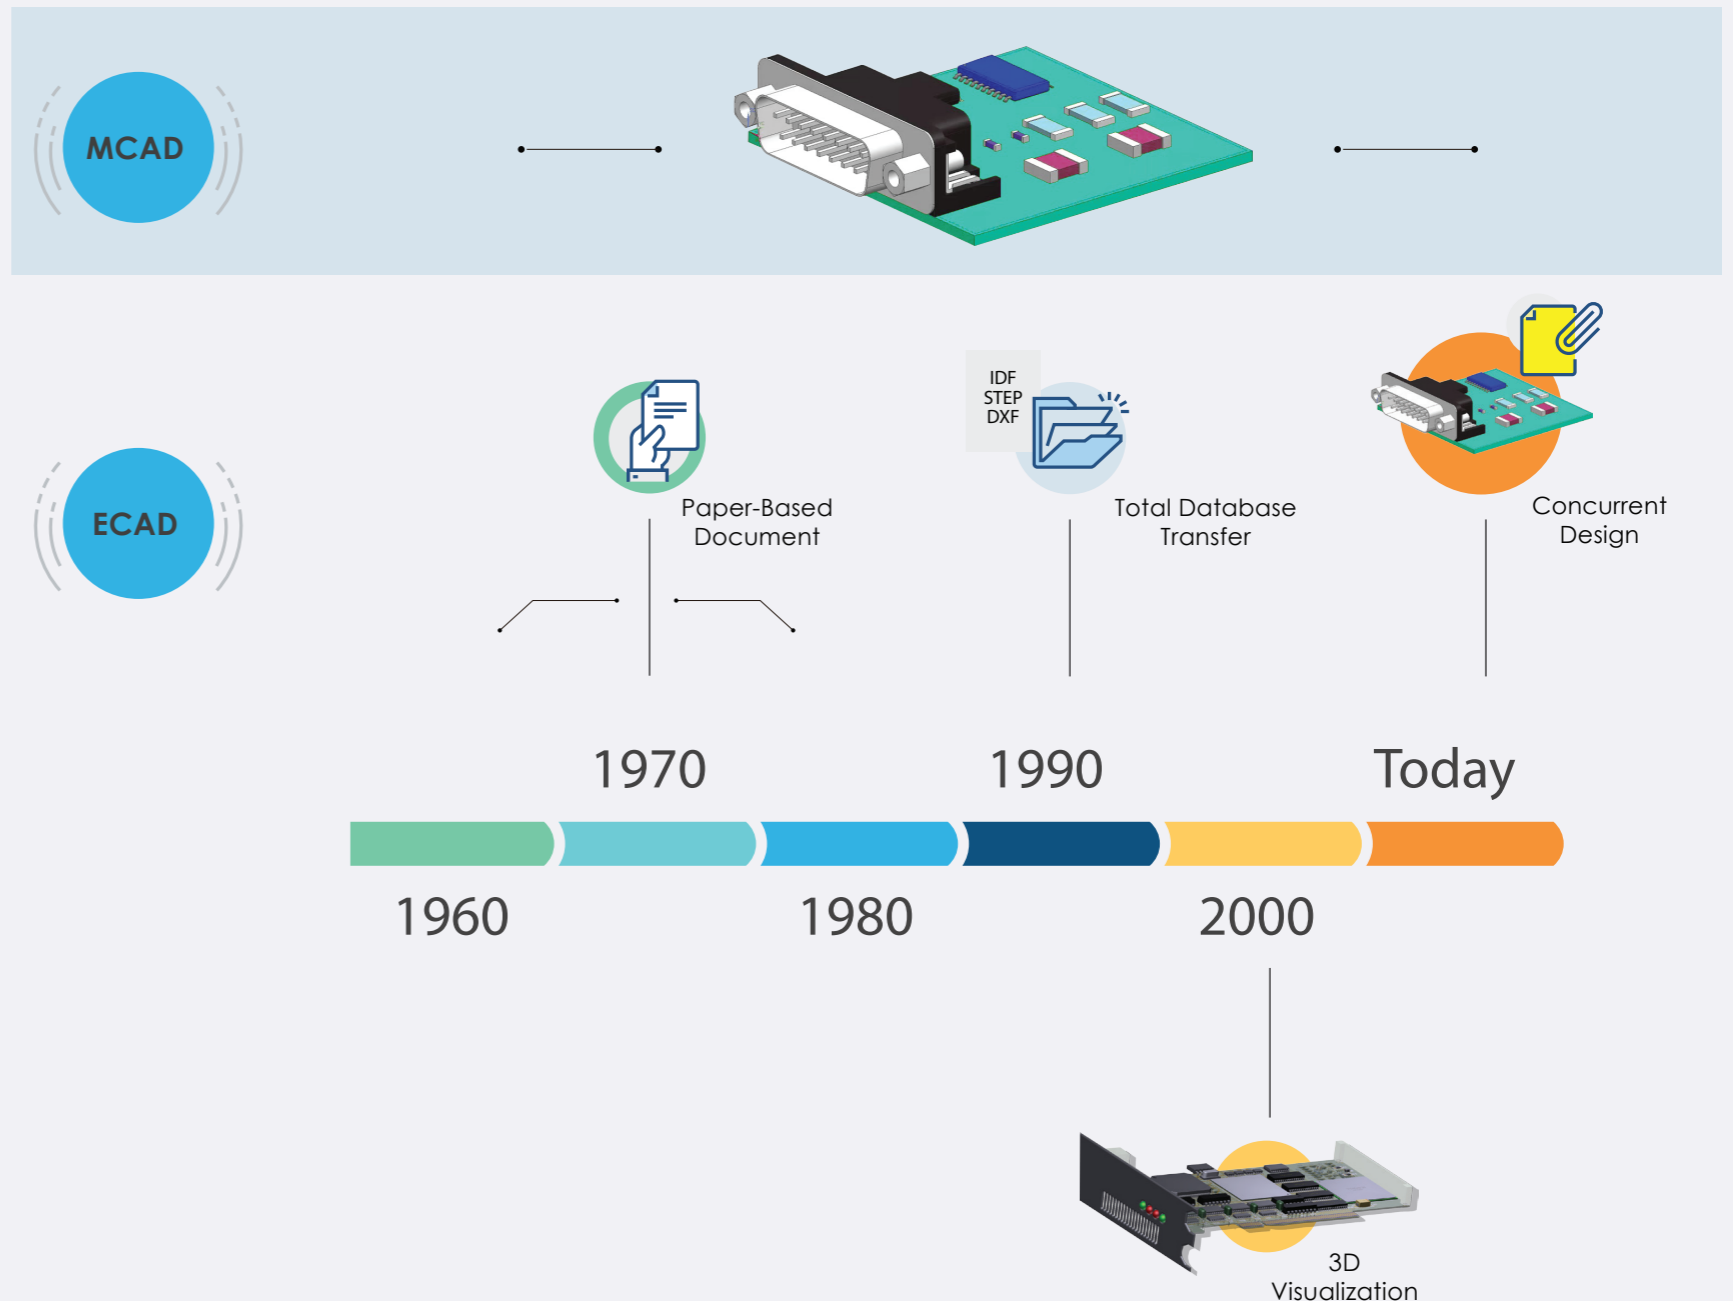 MCAD
IDF
STEP
DXF
ECAD
Paper-Based
Document
Total Database
Transfer
Concurrent
Design
1970
1990
Today
1960
1980
2000
3D
Visualization